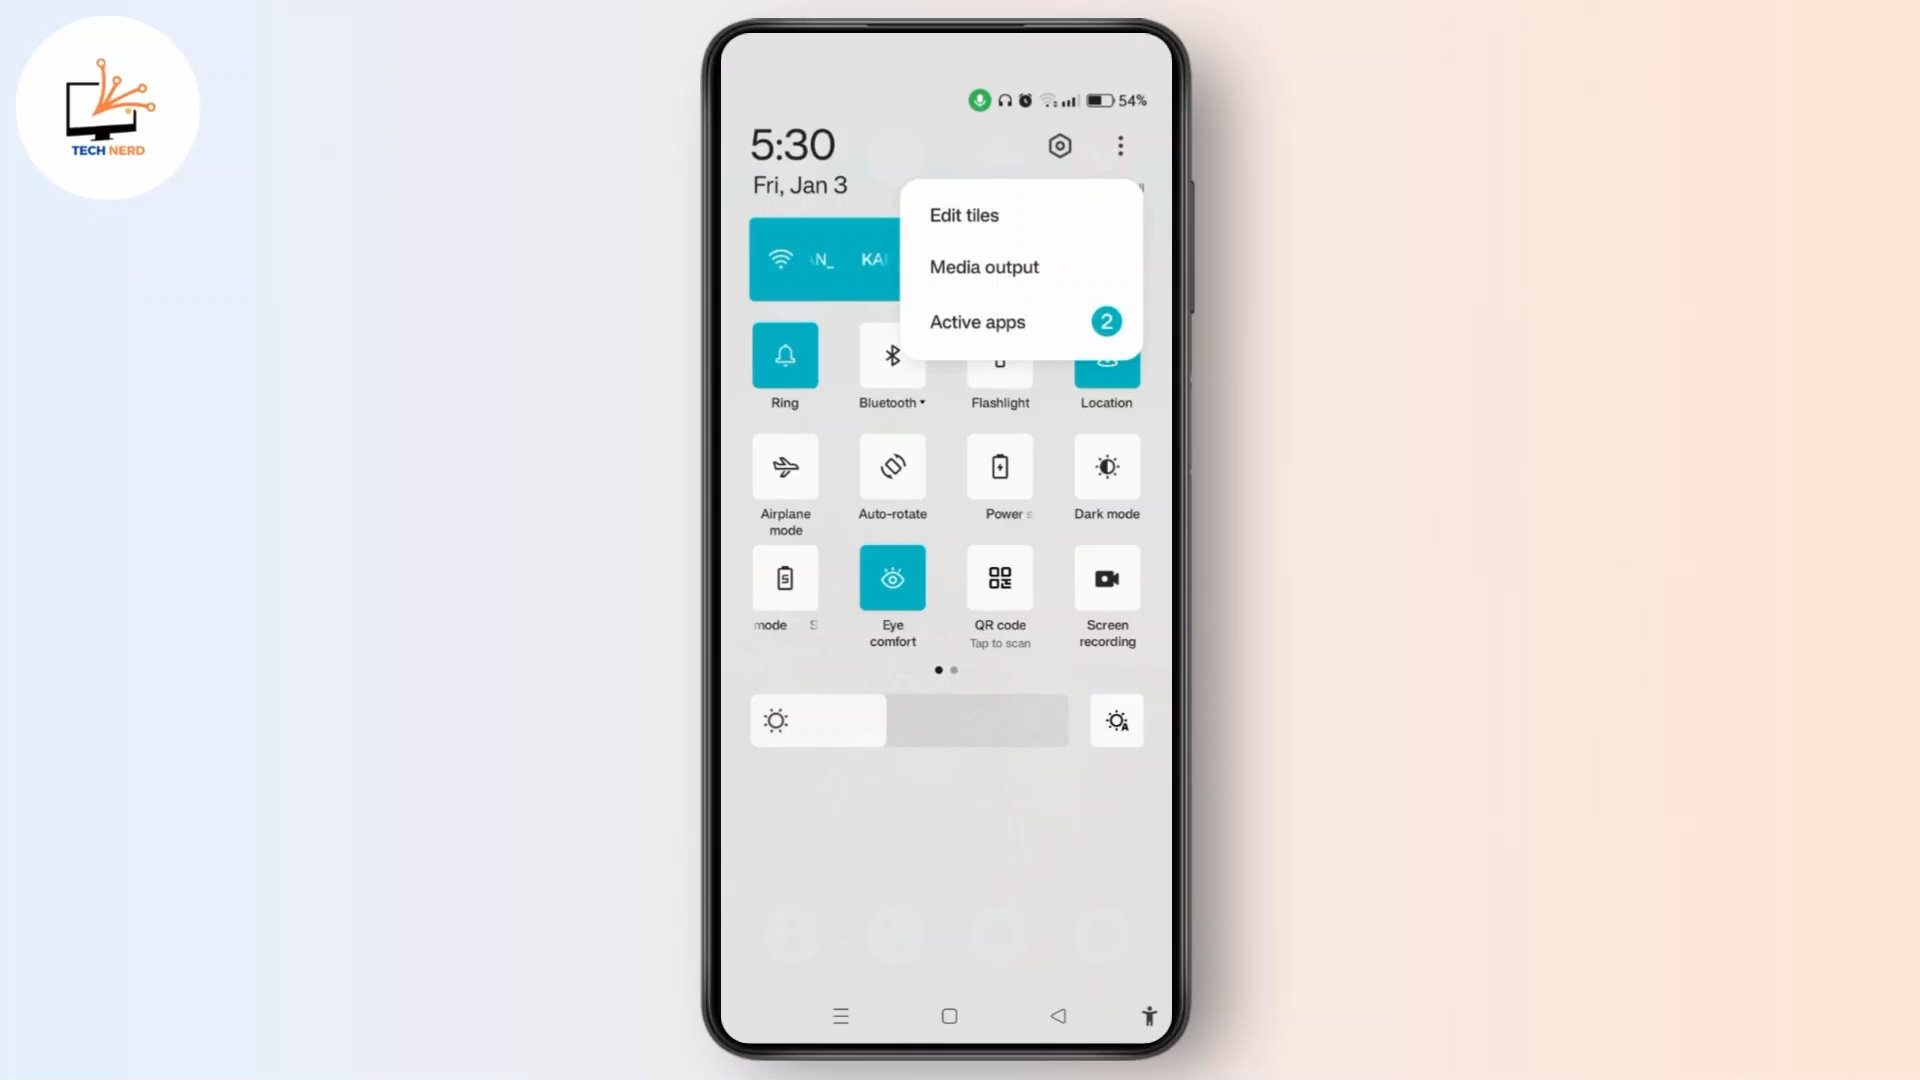 TECH NERD
54%
5:30
Fri, Jan 3
Edit tiles
Media output
Active apps 2
Ring
Bluetooth
Flashlight
Location
Airplane mode
Auto-rotate
Power
Dark mode
mode
Eye comfort
QR code
Tap to scan
Screen recording